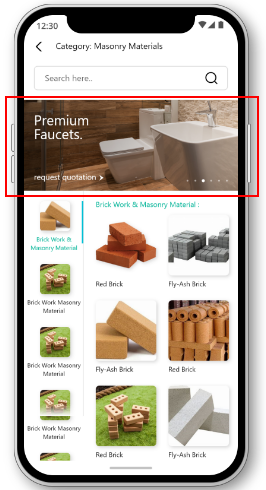 12:30
Category: Masonry Materials
Search here..
Premium
Faucets.
request quotation >
Brick Work &
Masonry Material
Brick Work Masonry
Material
Brick Work Masonry
Material
Brick Work Masonry
Material
Brick Work & Masonry Material :
Red Brick
Fly-Ash Brick
Fly-Ash Brick
Red Brick
Red Brick
Fly-Ash Brick